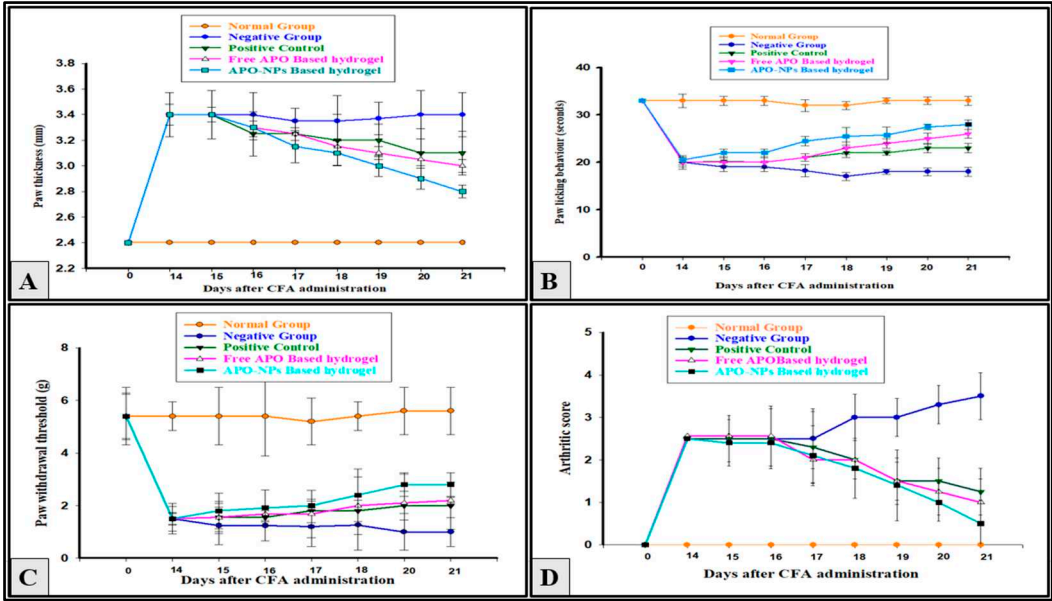 Normal Group
Negative Group
Positive Control
Free APO Based hydrogel
APO-NPs Based hydrogel
Paw thickness (mm)
3.8
3.6
3.4
3.2
3.0
2.8
2.6
2.4
2.2
0 14 15 16 17 18 19 20 21
Days after CFA administration
A
Normal Group
Negative Group
Positive Control
Free APO Based hydrogel
APO-NPs Based hydrogel
Paw licking behaviour (seconds)
40
30
20
10
0
0 14 15 16 17 18 19 20 21
Days after CFA administration
B
Normal Group
Negative Group
Positive Control
Free APO Based hydrogel
APO-NPs Based hydrogel
Paw withdrawal threshold (g)
8
6
4
2
0
0 14 15 16 17 18 20 21
Days after CFA administration
C
Normal Group
Negative Group
Positive Control
Free APOBased hydrogel
APO-NPs Based hydrogel
Arthritic score
5
4
3
2
1
0
0 14 15 16 17 18 19 20 21
Days after CFA administration
D